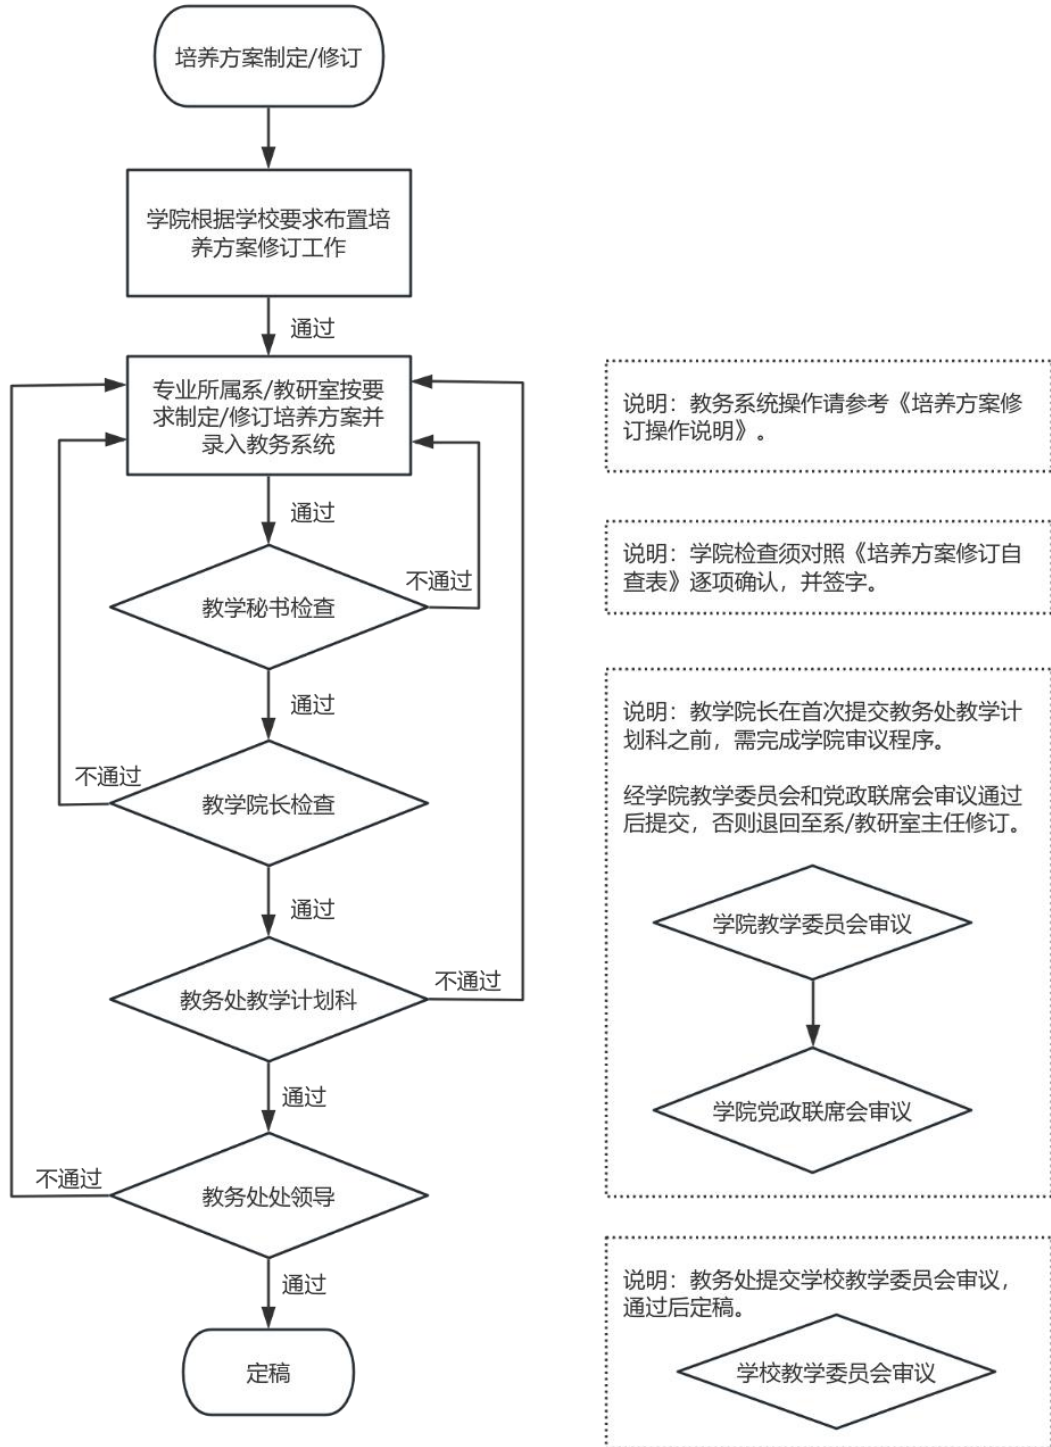 培养方案制定/修订
学院根据学校要求布置培
养方案修订工作
通过
专业所属系/教研室按要
求制定/修订培养方案并
录入教务系统
通过
不通过
教学秘书检查
通过
不通过
教学院长检查
通过
不通过
教务处教学计划科
通过
不通过
教务处处领导
通过
定稿
说明：教务系统操作请参考《培养方案修
订操作说明》。
说明：学院检查须对照《培养方案修订自
查表》逐项确认，并签字。
说明：教学院长在首次提交教务处教学计
划科之前，需完成学院审议程序。
经学院教学委员会和党政联席会审议通过
后提交，否则退回至系/教研室主任修订。
学院教学委员会审议
学院党政联席会审议
说明：教务处提交学校教学委员会审议，
通过后定稿。
学校教学委员会审议